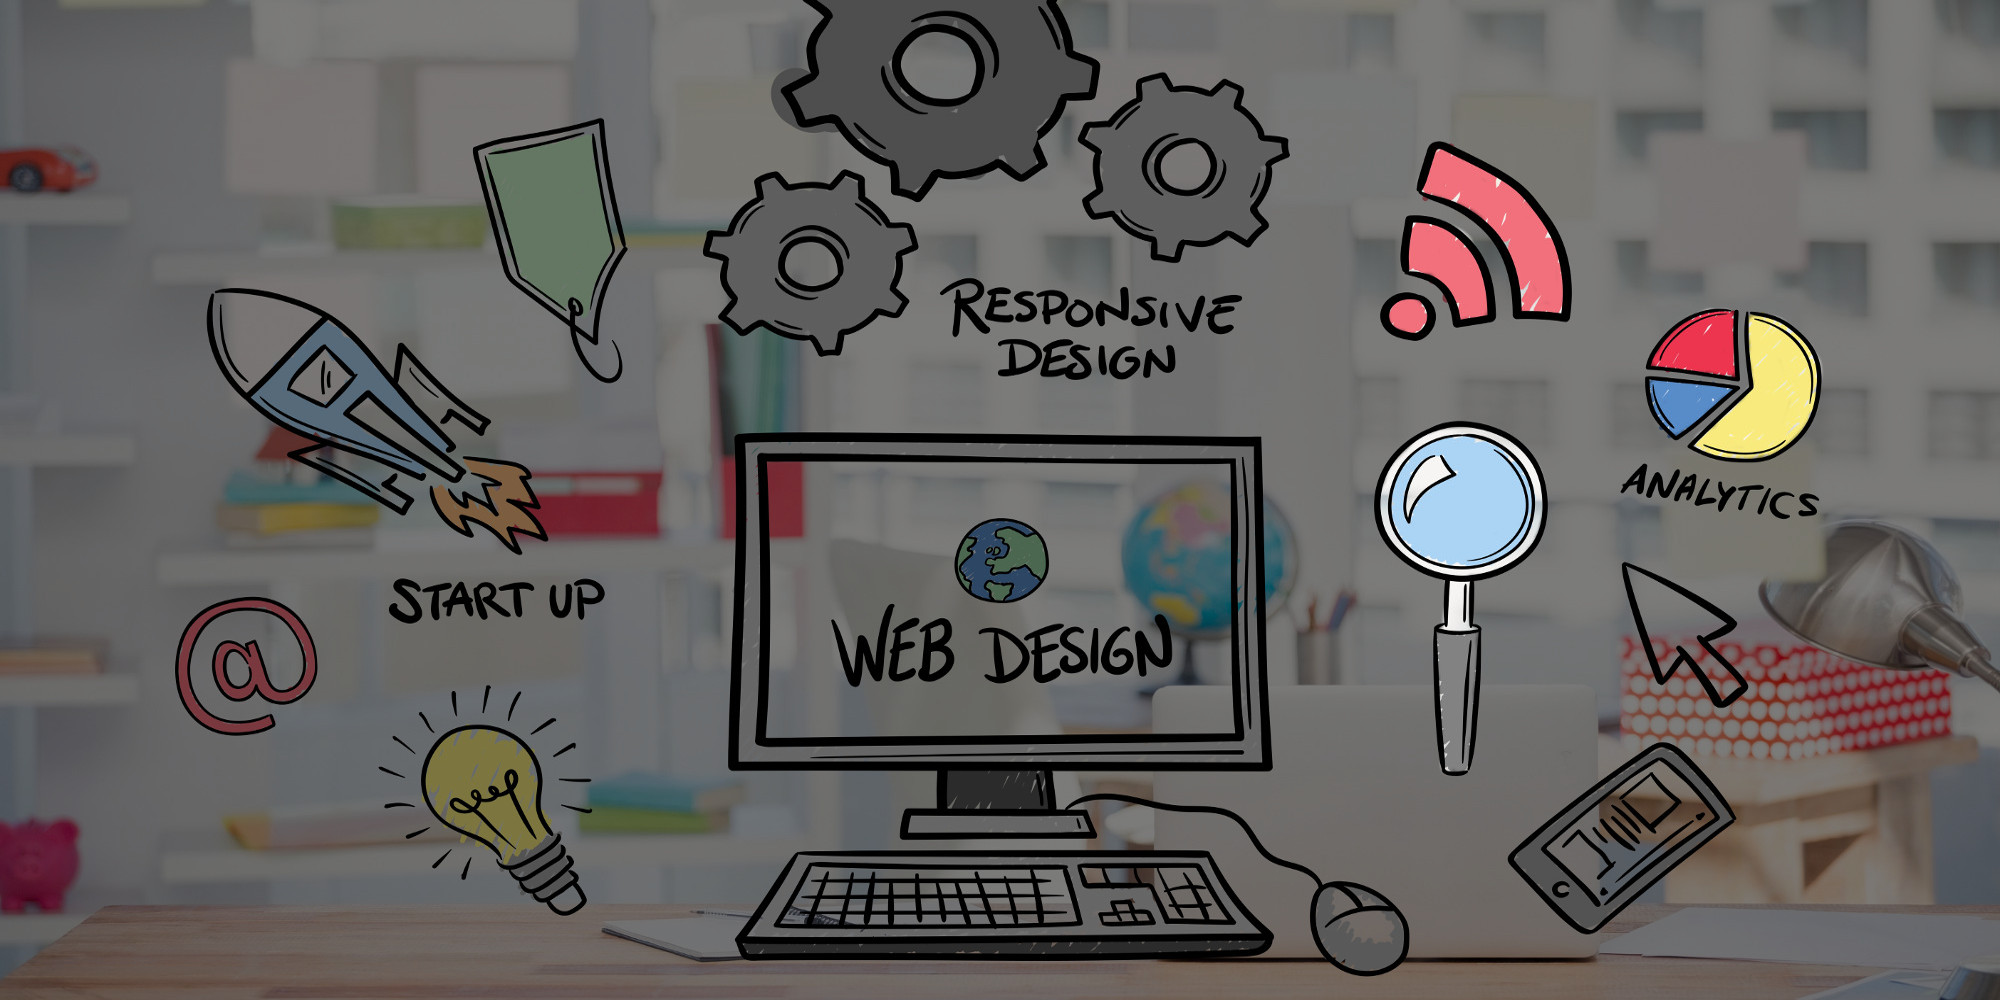 RESPONSIVE
DESIGN
ANALYTICS
START UP
WEB DESIGN
@